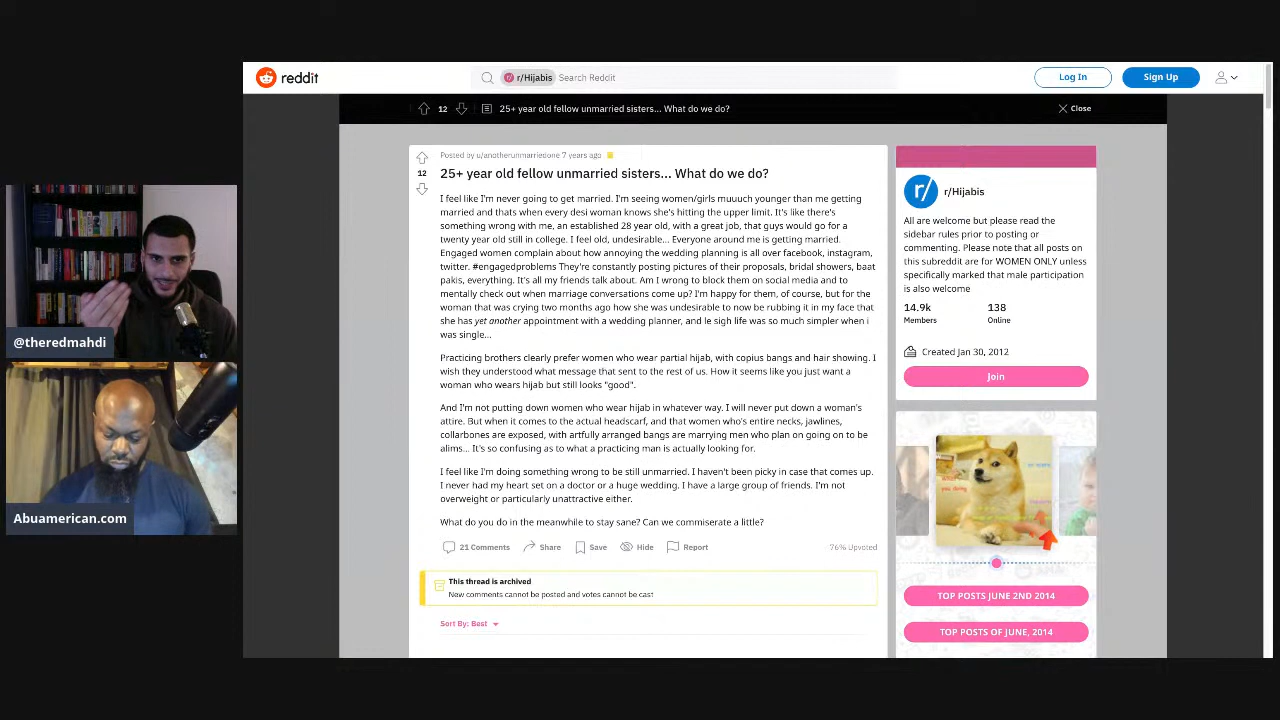 reddit
r/Hijabis Search Reddit
Log In
Sign Up
12
25+ year old fellow unmarried sisters... What do we do?
Close
Posted by u/anotherunmarriedone 7 years ago
12
25+ year old fellow unmarried sisters... What do we do?
I feel like I'm never going to get married. I'm seeing women/girls muuuch younger than me getting
married and thats when every desi woman knows she's hitting the upper limit. It's like there's
something wrong with me, an established 28 year old, with a great job, that guys would go for a
twenty year old still in college. I feel old, undesirable... Everyone around me is getting married.
Engaged women complain about how annoying the wedding planning is all over facebook, instagram,
twitter. #engagedproblems They're constantly posting pictures of their proposals, bridal showers, baat
pakis, everything. It's all my friends talk about. Am I wrong to block them on social media and to
mentally check out when marriage conversations come up? I'm happy for them, of course, but for the
woman that was crying two months ago how she was undesirable to now be rubbing it in my face that
she has yet another appointment with a wedding planner, and le sigh life was so much simpler when i
was single...
Practicing brothers clearly prefer women who wear partial hijab, with copius bangs and hair showing. I
wish they understood what message that sent to the rest of us. How it seems like you just want a
woman who wears hijab but still looks "good".
And I'm not putting down women who wear hijab in whatever way. I will never put down a woman's
attire. But when it comes to the actual headscarf, and that women who's entire necks, jawlines,
collarbones are exposed, with artfully arranged bangs are marrying men who plan on going on to be
alims... It's so confusing as to what a practicing man is actually looking for.
I feel like I'm doing something wrong to be still unmarried. I haven't been picky in case that comes up.
I never had my heart set on a doctor or a huge wedding. I have a large group of friends. I'm not
overweight or particularly unattractive either.
What do you do in the meanwhile to stay sane? Can we commiserate a little?
21 Comments Share Save Hide Report 76% Upvoted
This thread is archived
New comments cannot be posted and votes cannot be cast
Sort By: Best
r/ r/Hijabis
All are welcome but please read the
sidebar rules prior to posting or
commenting. Please note that all posts on
this subreddit are for WOMEN ONLY unless
specifically marked that male participation
is also welcome
14.9k 138
Members Online
Created Jan 30, 2012
Join
TOP POSTS JUNE 2ND 2014
TOP POSTS OF JUNE, 2014
@theredmahdi
Abuamerican.com